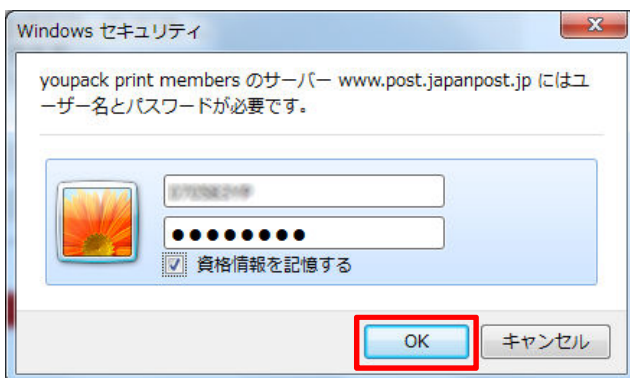 Windows セキュリティ
youpack print members のサーバー www.post.japanpost.jp にはユ
ーザー名とパスワードが必要です。
●●●●●●●●
資格情報を記憶する
OK
キャンセル